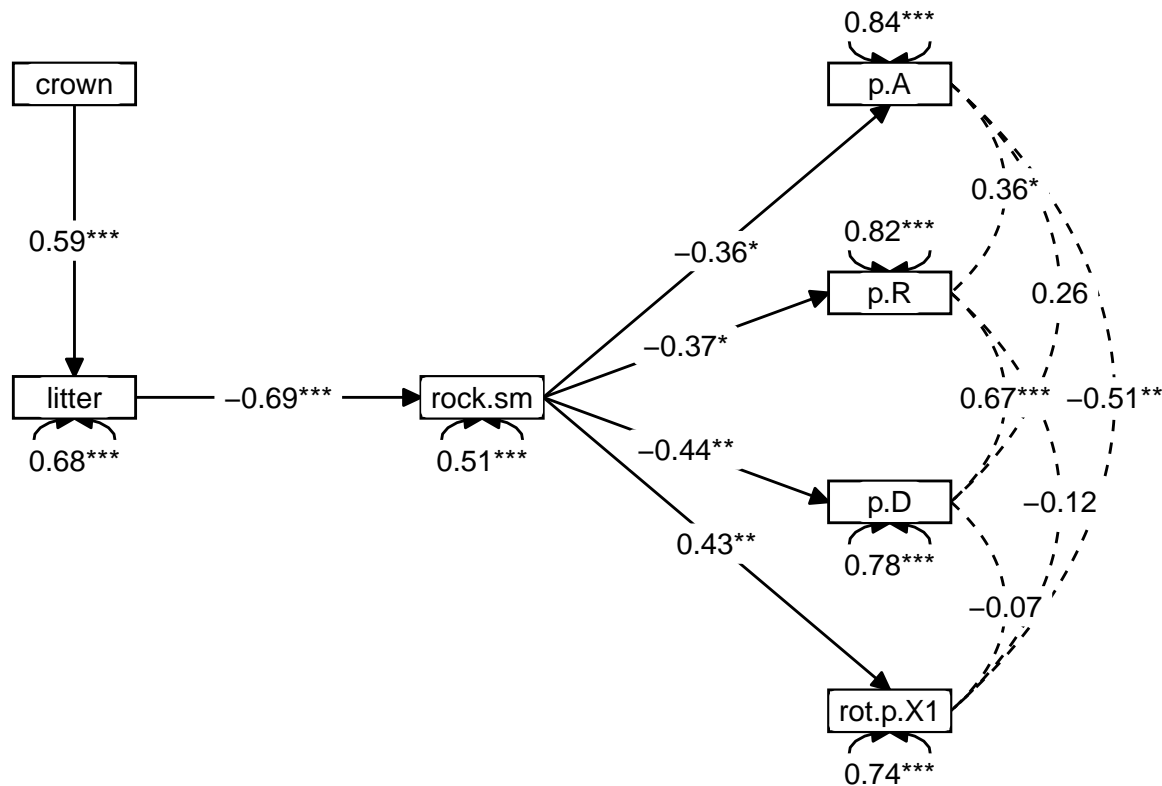 0.84***
crown
p.A
0.36*
0.59***
0.82***
−0.36*
p.R
0.26
−0.37*
litter
−0.69***
rock.sm
0.67***
−0.51**
0.68***
0.51***
−0.44**
p.D
−0.12
0.43**
0.78***
−0.07
rot.p.X1
0.74***